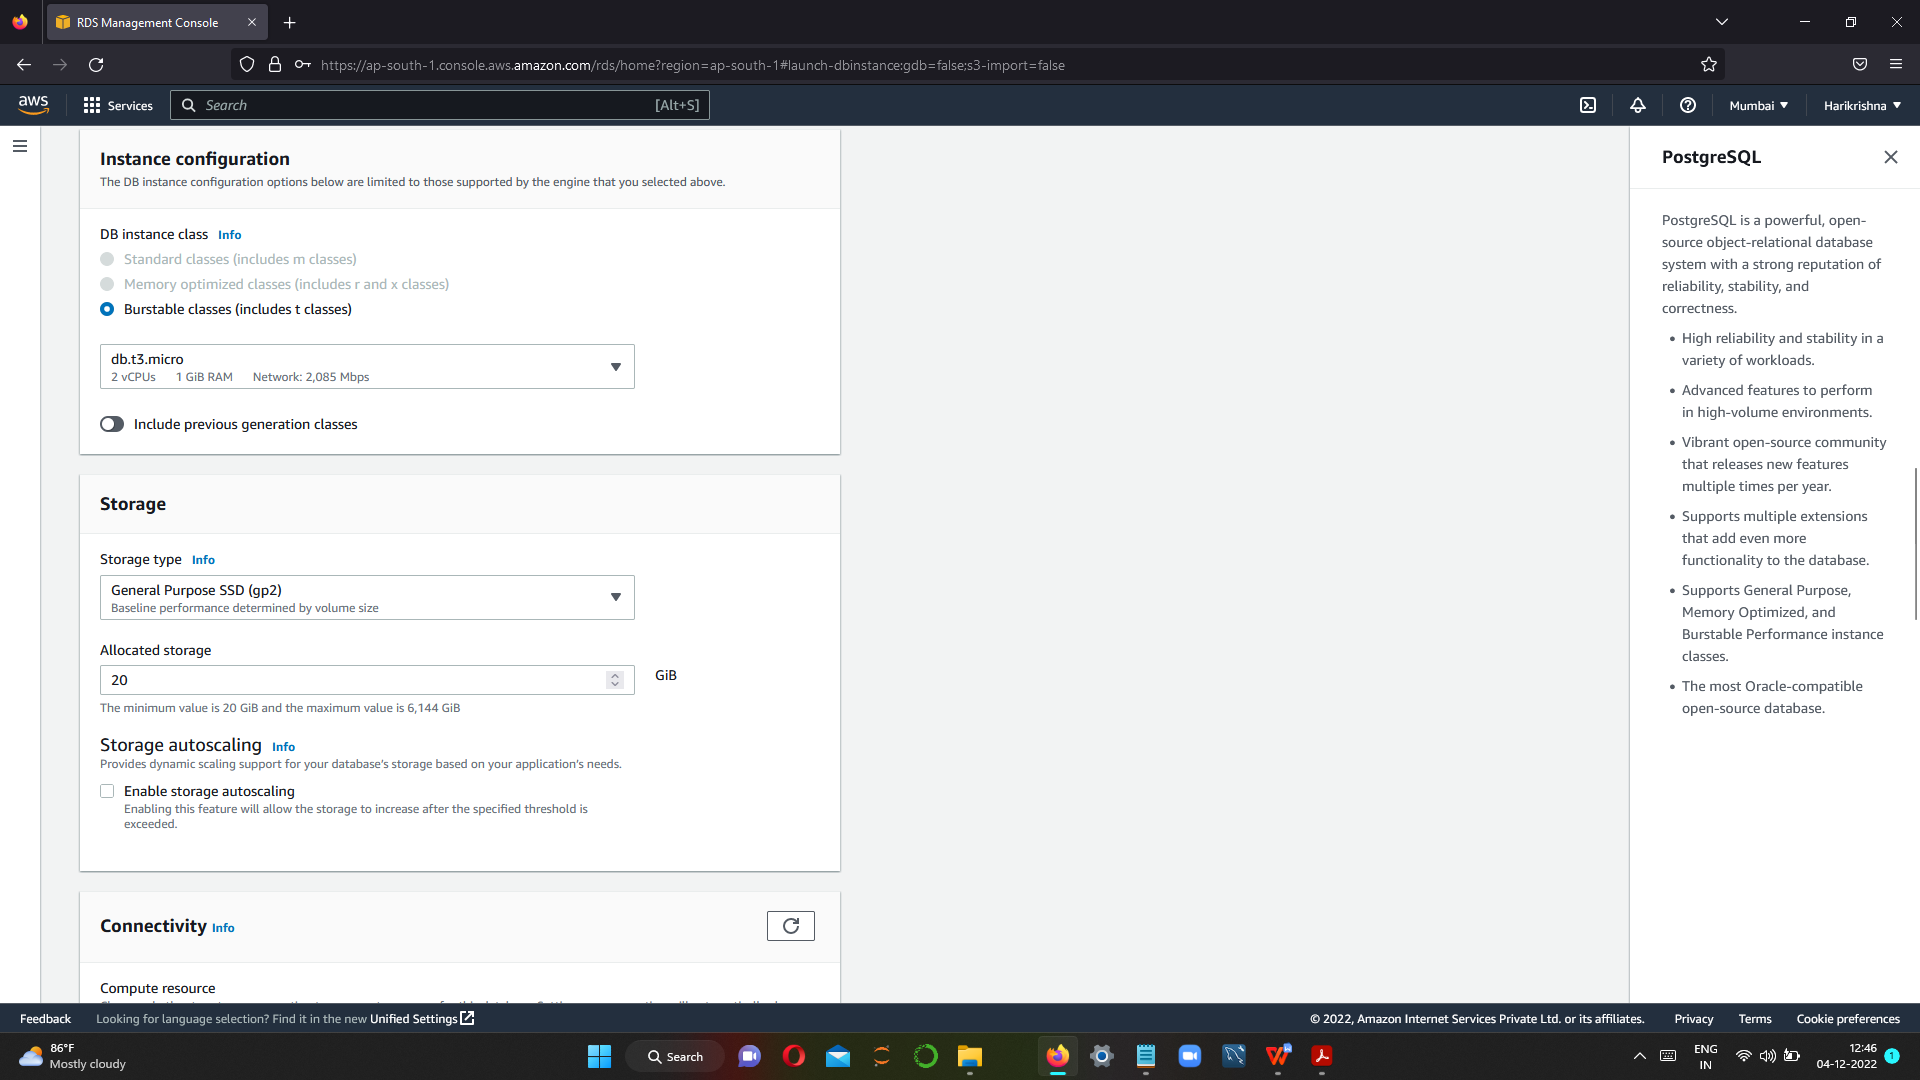 RDS Management Console
https://ap-south-1.console.aws.amazon.com/rds/home?region=ap-south-1#launch-dbinstance:gdb=false;s3-import=false
aws
Services
Search
[Alt+S]
Mumbai
Harikrishna
Instance configuration
The DB instance configuration options below are limited to those supported by the engine that you selected above.
DB instance class Info
Standard classes (includes m classes)
Memory optimized classes (includes r and x classes)
Burstable classes (includes t classes)
db.t3.micro
2 vCPUs 1 GiB RAM Network: 2,085 Mbps
Include previous generation classes
Storage
Storage type Info
General Purpose SSD (gp2)
Baseline performance determined by volume size
Allocated storage
20
GiB
The minimum value is 20 GiB and the maximum value is 6,144 GiB
Storage autoscaling Info
Provides dynamic scaling support for your database's storage based on your application's needs.
Enable storage autoscaling
Enabling this feature will allow the storage to increase after the specified threshold is
exceeded.
Connectivity Info
Compute resource
PostgreSQL
PostgreSQL is a powerful, open-
source object-relational database
system with a strong reputation of
reliability, stability, and
correctness.
• High reliability and stability in a
variety of workloads.
• Advanced features to perform
in high-volume environments.
• Vibrant open-source community
that releases new features
multiple times per year.
• Supports multiple extensions
that add even more
functionality to the database.
• Supports General Purpose,
Memory Optimized, and
Burstable Performance instance
classes.
• The most Oracle-compatible
open-source database.
Feedback
Looking for language selection? Find it in the new Unified Settings
© 2022, Amazon Internet Services Private Ltd. or its affiliates.
Privacy
Terms
Cookie preferences
86°F
Mostly cloudy
Search
ENG
IN
12:46
04-12-2022
1